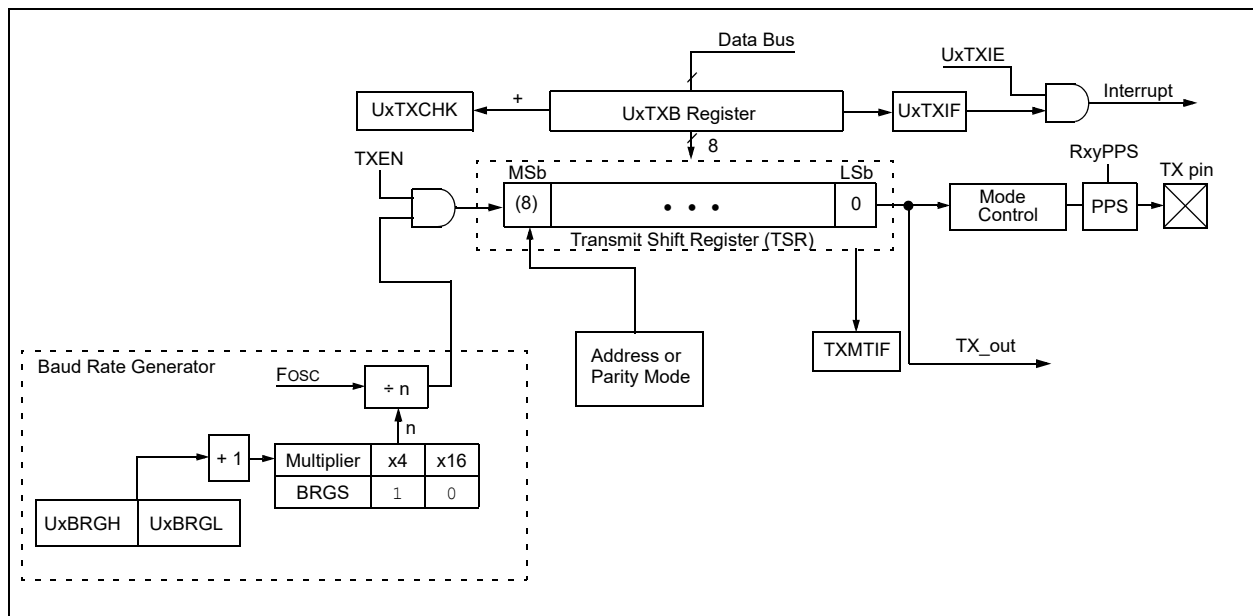 Data Bus
UxTXIE
Interrupt
UxTXCHK
+
UxTXB Register
UxTXIF
8
TXEN
RxyPPS
MSb
LSb
TX pin
(8)
• • •
0
Mode
Control
PPS
Transmit Shift Register (TSR)
Address or
Parity Mode
TXMTIF
TX_out
Baud Rate Generator
FOSC
÷ n
n
+ 1
Multiplier x4 x16
BRGS 1 0
UxBRGH UxBRGL